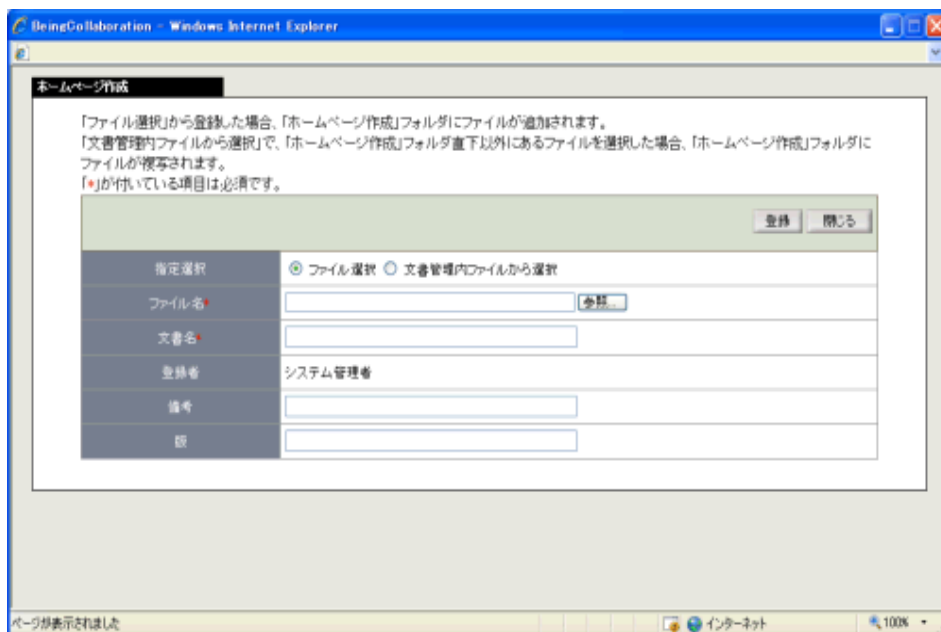 BeingCollaboration - Windows Internet Explorer
ホームページ作成
「ファイル選択」から登録した場合、「ホームページ作成」フォルダにファイルが追加されます。
「文書管理内ファイルから選択」で、「ホームページ作成」フォルダ直下以外にあるファイルを選択した場合、「ホームページ作成」フォルダに
ファイルが複写されます。
「*」が付いている項目は必須です。
登録 閉じる
指定選択 ファイル選択 文書管理内ファイルから選択
ファイル名* 参照...
文書名*
登録者 システム管理者
備考
版
ページが表示されました インターネット 100%